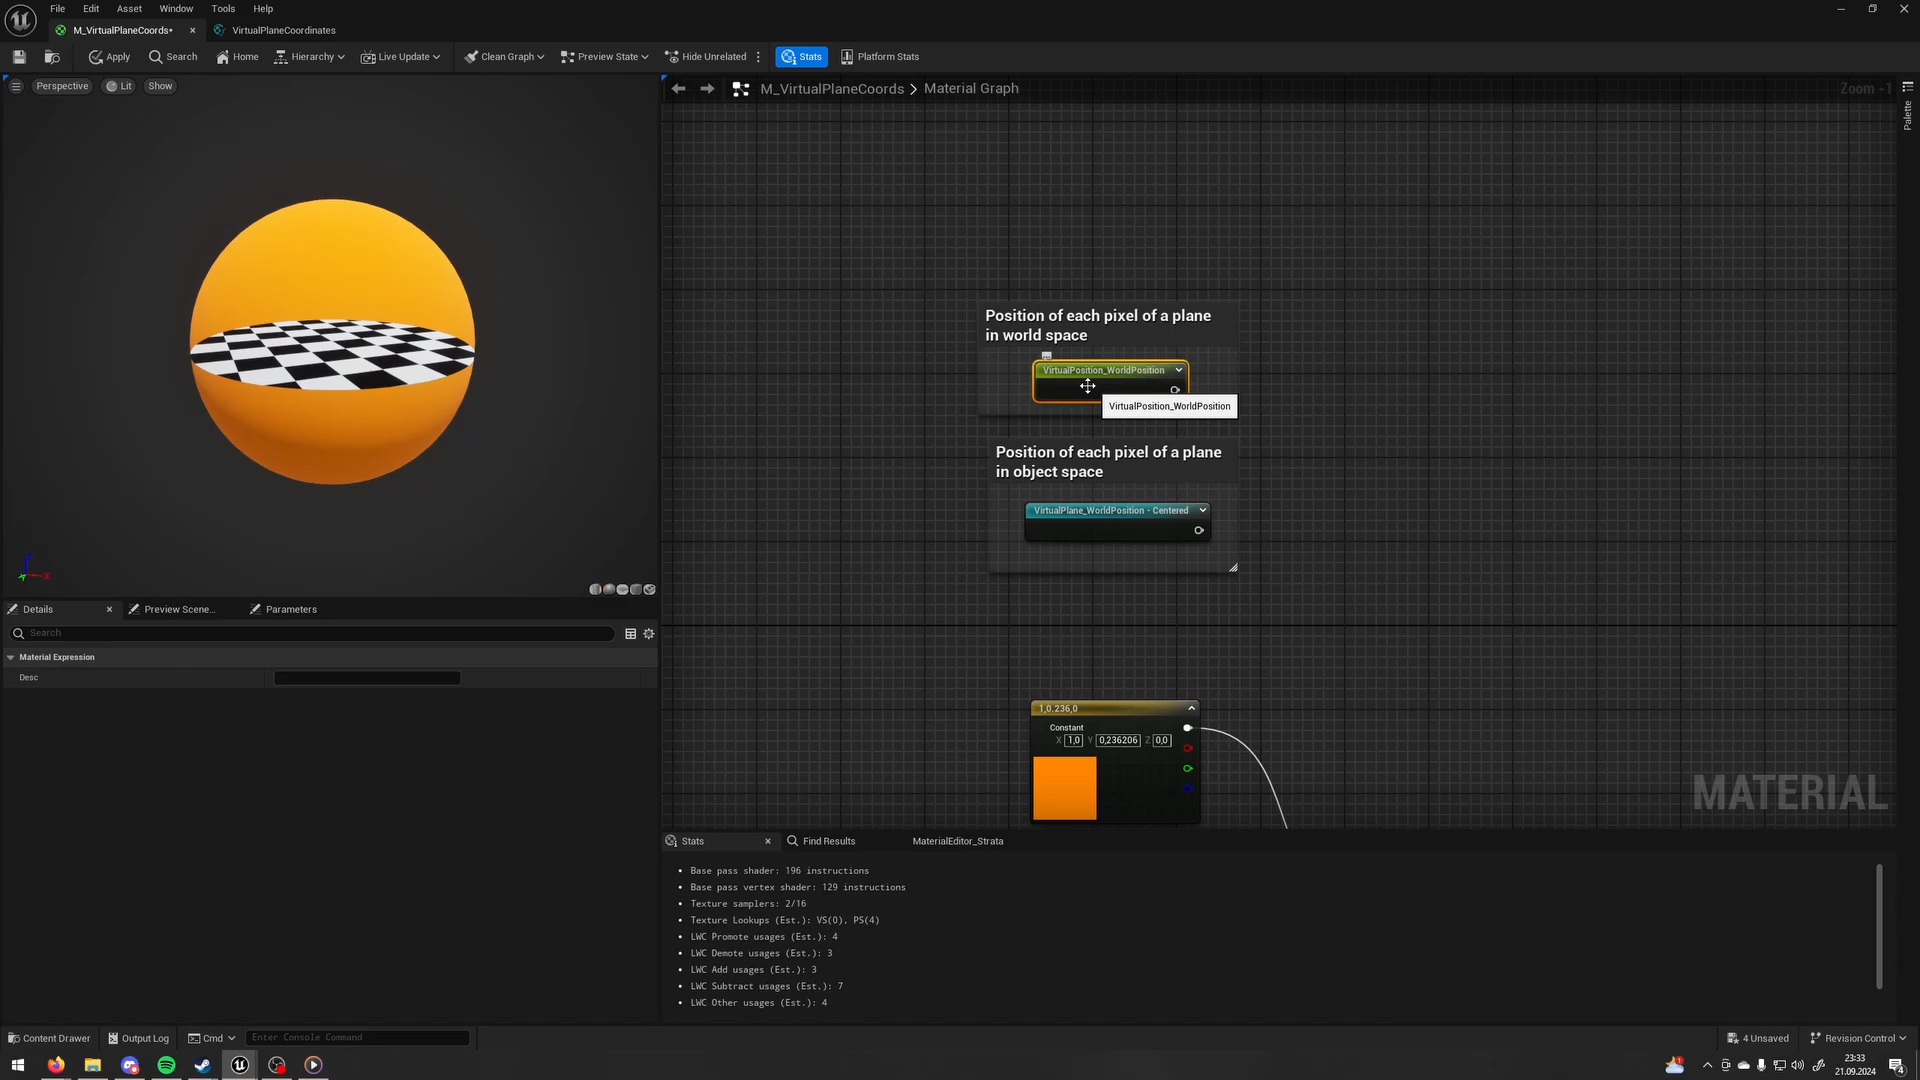 File Edit Asset Window Tools Help
M_VirtualPlaneCoords* VirtualPlaneCoordinates
Apply Search Home Hierarchy Live Update Clean Graph Preview State Hide Unrelated Stats Platform Stats
Perspective Lit Show
M_VirtualPlaneCoords > Material Graph
Zoom -1
Palette
Position of each pixel of a plane
in world space
VirtualPosition_WorldPosition
VirtualPosition_WorldPosition
Position of each pixel of a plane
in object space
VirtualPlane_WorldPosition - Centered
X
Details Preview Scene... Parameters
Search
Material Expression
Desc
1,0.236,0
Constant
X 1,0 Y 0,236206 Z 0,0
MATERIAL
Stats Find Results MaterialEditor_Strata
Base pass shader: 196 instructions
Base pass vertex shader: 129 instructions
Texture samplers: 2/16
Texture Lookups (Est.): VS(0), PS(4)
LWC Promote usages (Est.): 4
LWC Demote usages (Est.): 3
LWC Add usages (Est.): 3
LWC Subtract usages (Est.): 7
LWC Other usages (Est.): 4
Content Drawer Output Log Cmd Enter Console Command 4 Unsaved Revision Control
23:33
21.09.2024
4